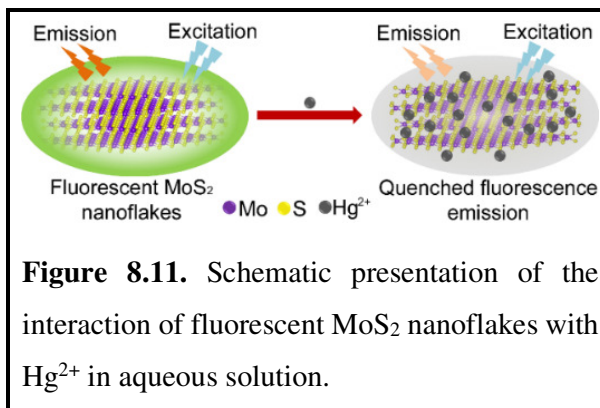 Emission Excitation Emission Excitation
Fluorescent MoS₂ Quenched fluorescence
nanoflakes Mo S Hg²⁺ emission
Figure 8.11. Schematic presentation of the
interaction of fluorescent MoS₂ nanoflakes with
Hg²⁺ in aqueous solution.